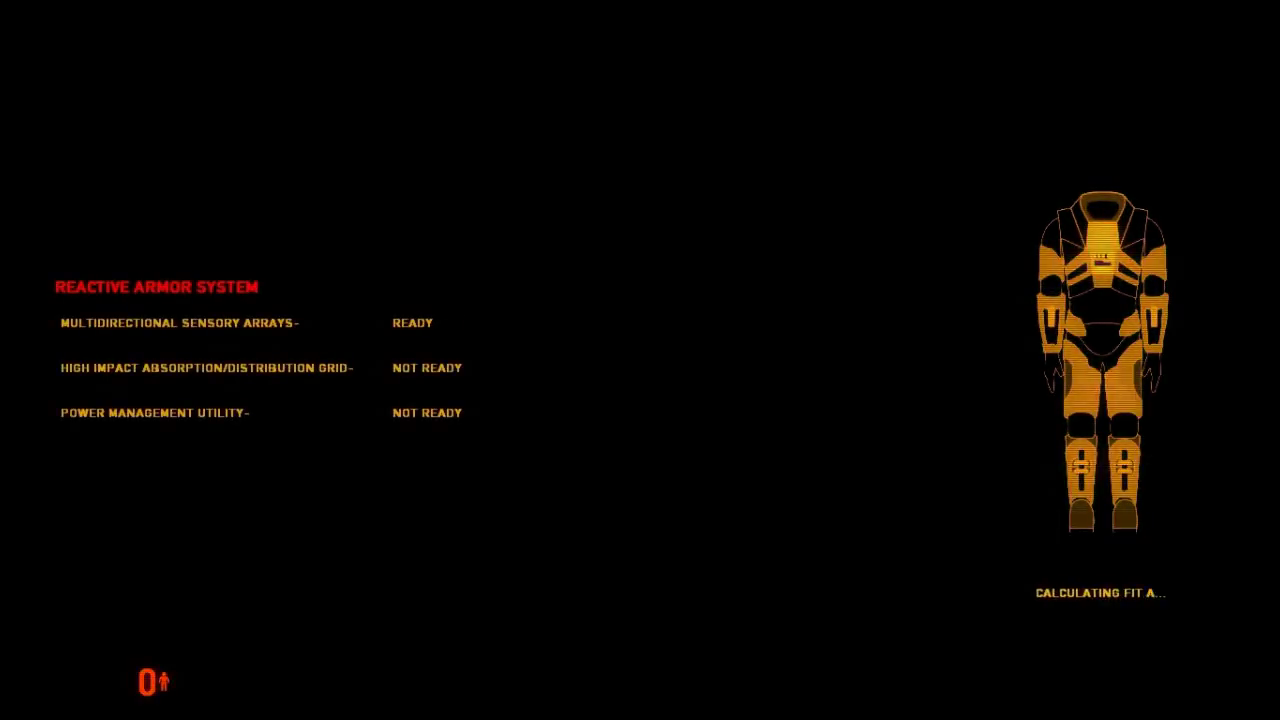 REACTIVE ARMOR SYSTEM
MULTIDIRECTIONAL SENSORY ARRAYS- READY
HIGH IMPACT ABSORPTION/DISTRIBUTION GRID- NOT READY
POWER MANAGEMENT UTILITY- NOT READY
CALCULATING FIT A...
0